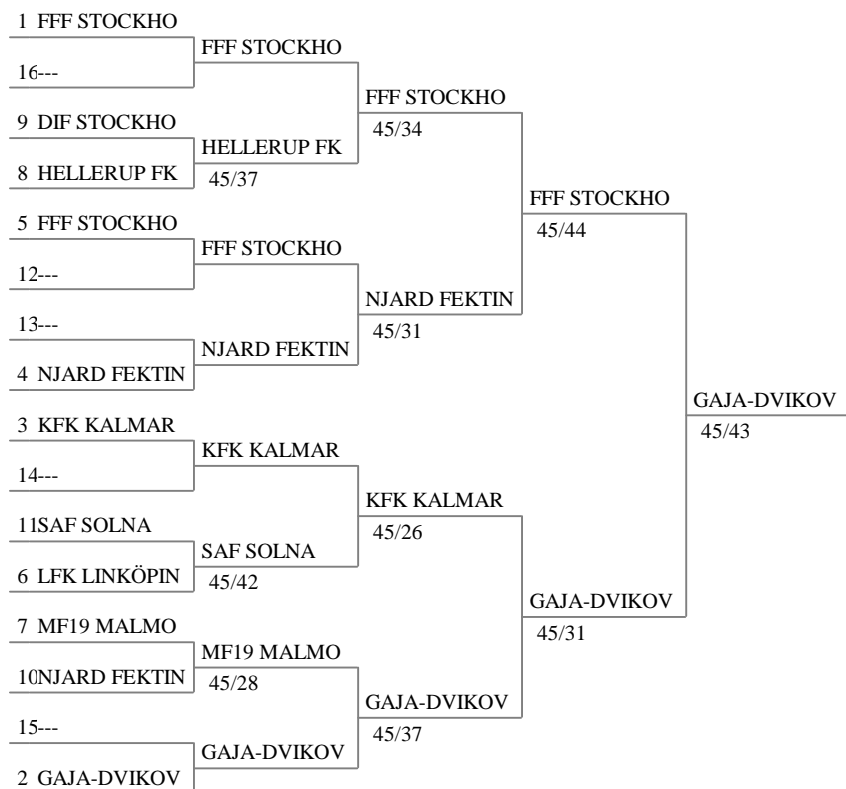 1 FFF STOCKHO
FFF STOCKHO
16---
FFF STOCKHO
45/34
9 DIF STOCKHO
HELLERUP FK
8 HELLERUP FK
45/37
FFF STOCKHO
45/44
5 FFF STOCKHO
FFF STOCKHO
12---
NJARD FEKTIN
45/31
13---
NJARD FEKTIN
4 NJARD FEKTIN
GAJA-DVIKOV
45/43
3 KFK KALMAR
KFK KALMAR
14---
KFK KALMAR
45/26
11SAF SOLNA
SAF SOLNA
6 LFK LINKÖPIN
45/42
GAJA-DVIKOV
45/31
7 MF19 MALMO
MF19 MALMO
10NJARD FEKTIN
45/28
GAJA-DVIKOV
45/37
15---
GAJA-DVIKOV
2 GAJA-DVIKOV